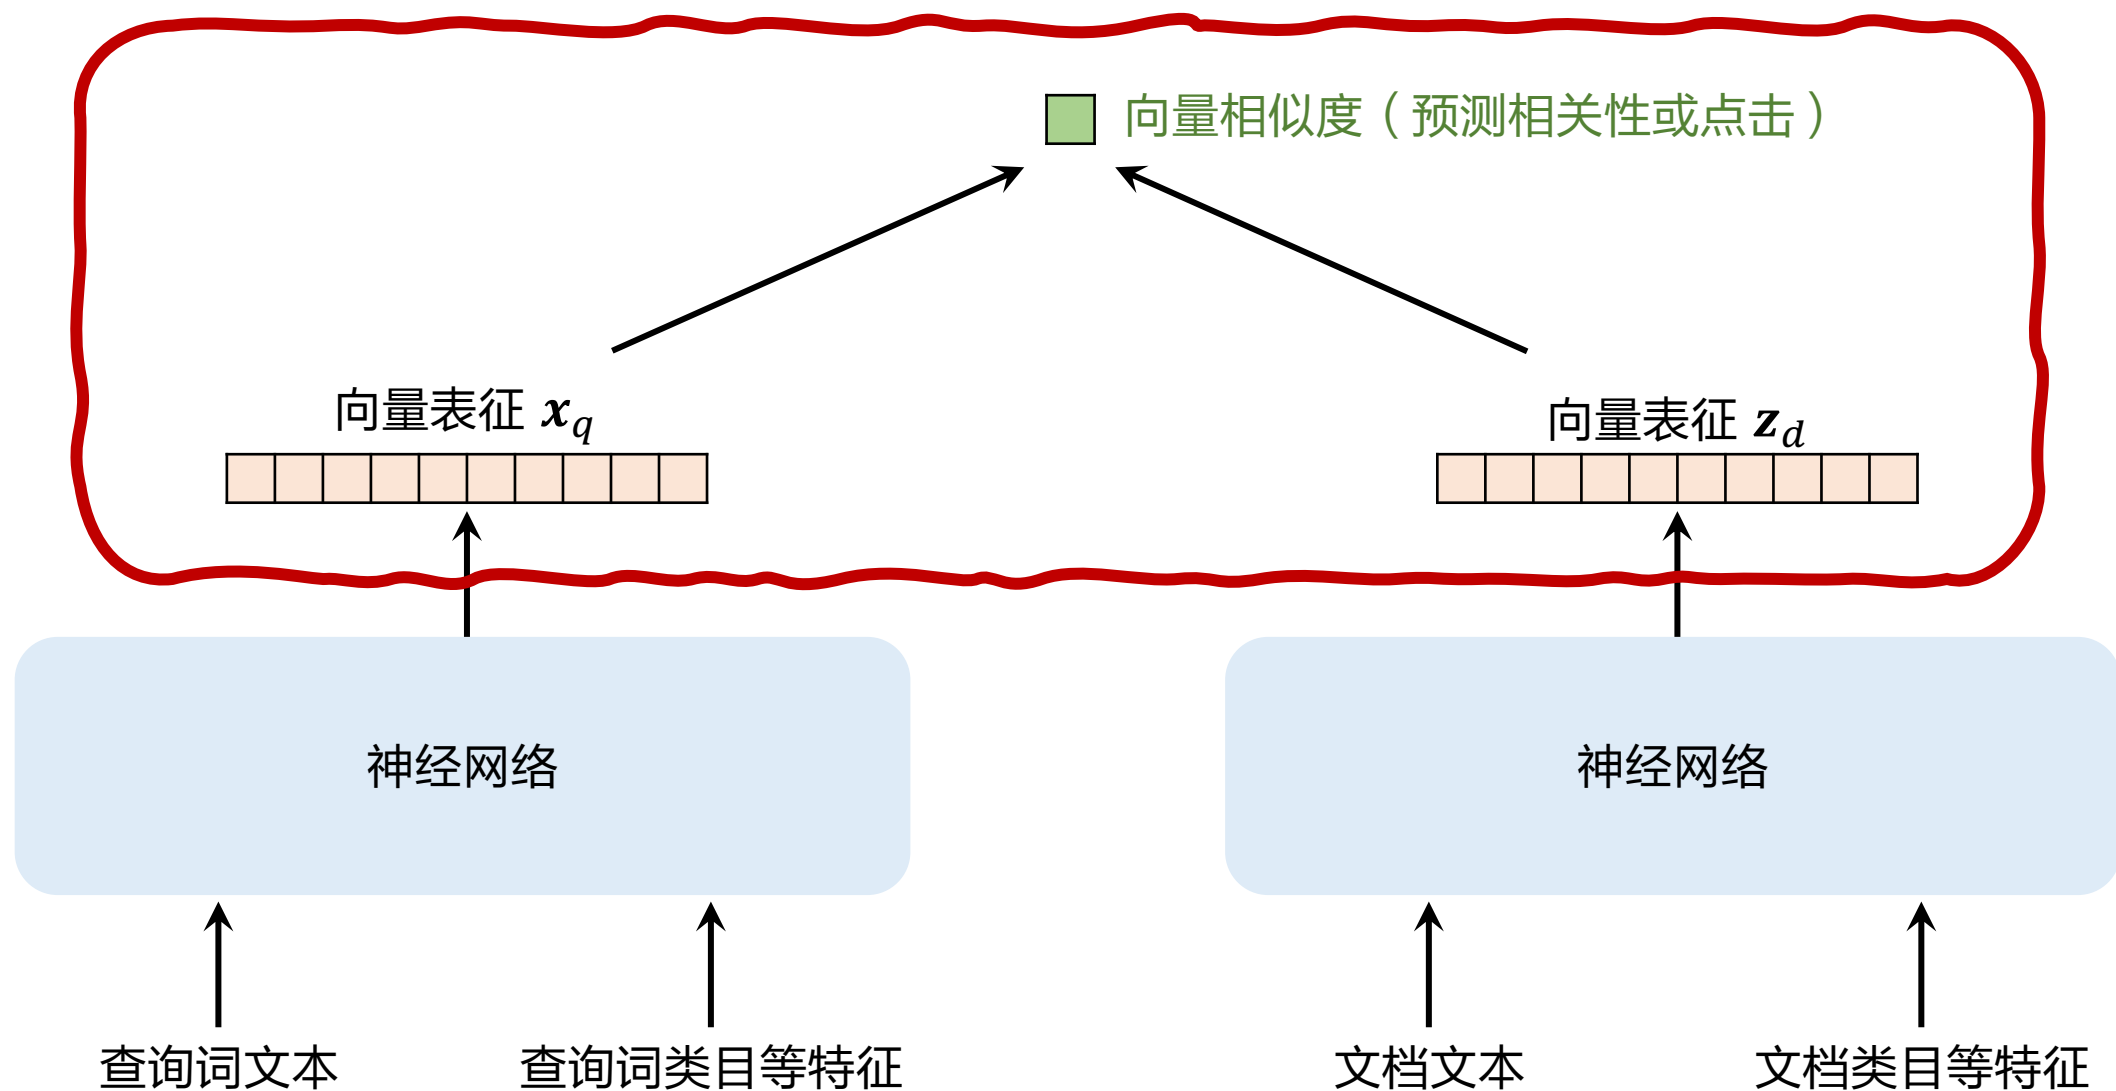 向量相似度（预测相关性或点击）
向量表征 x_q
向量表征 z_d
神经网络
神经网络
查询词文本
查询词类目等特征
文档文本
文档类目等特征